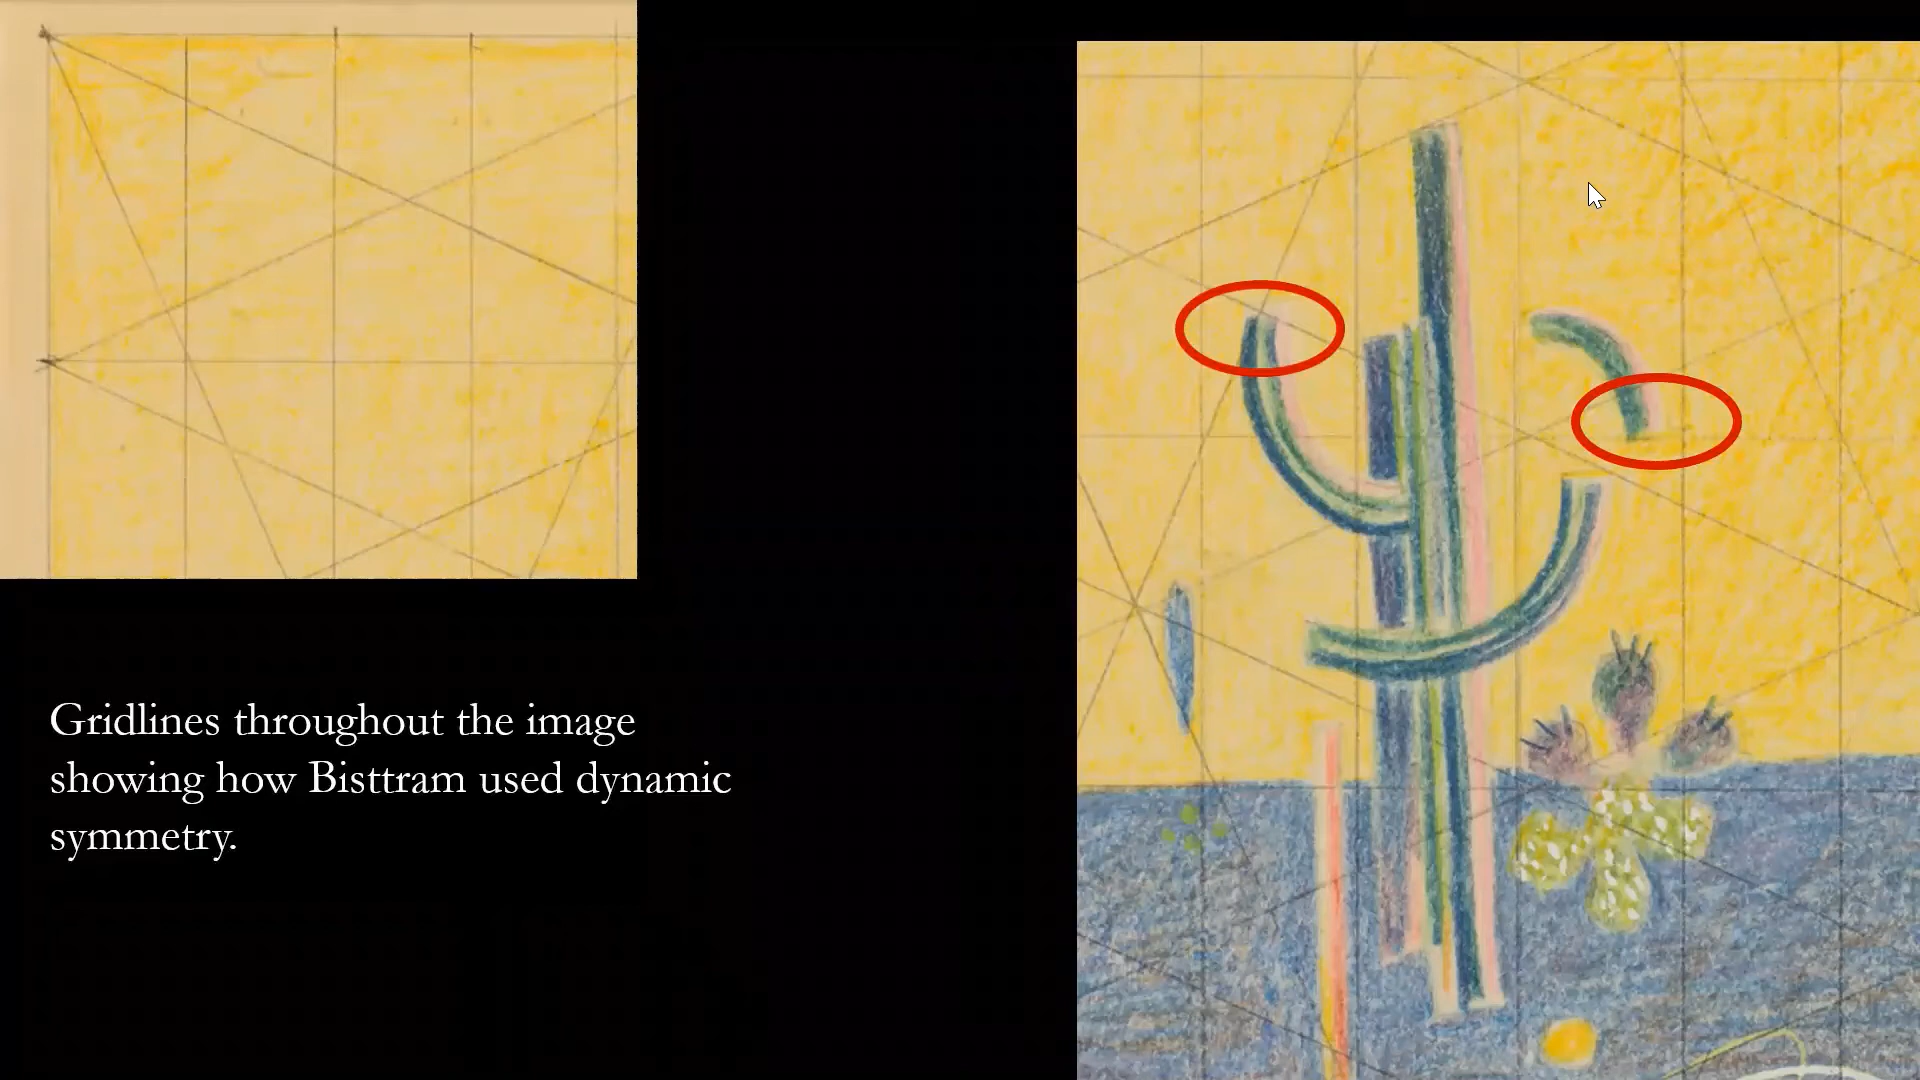 Gridlines throughout the image
showing how Bisttram used dynamic
symmetry.